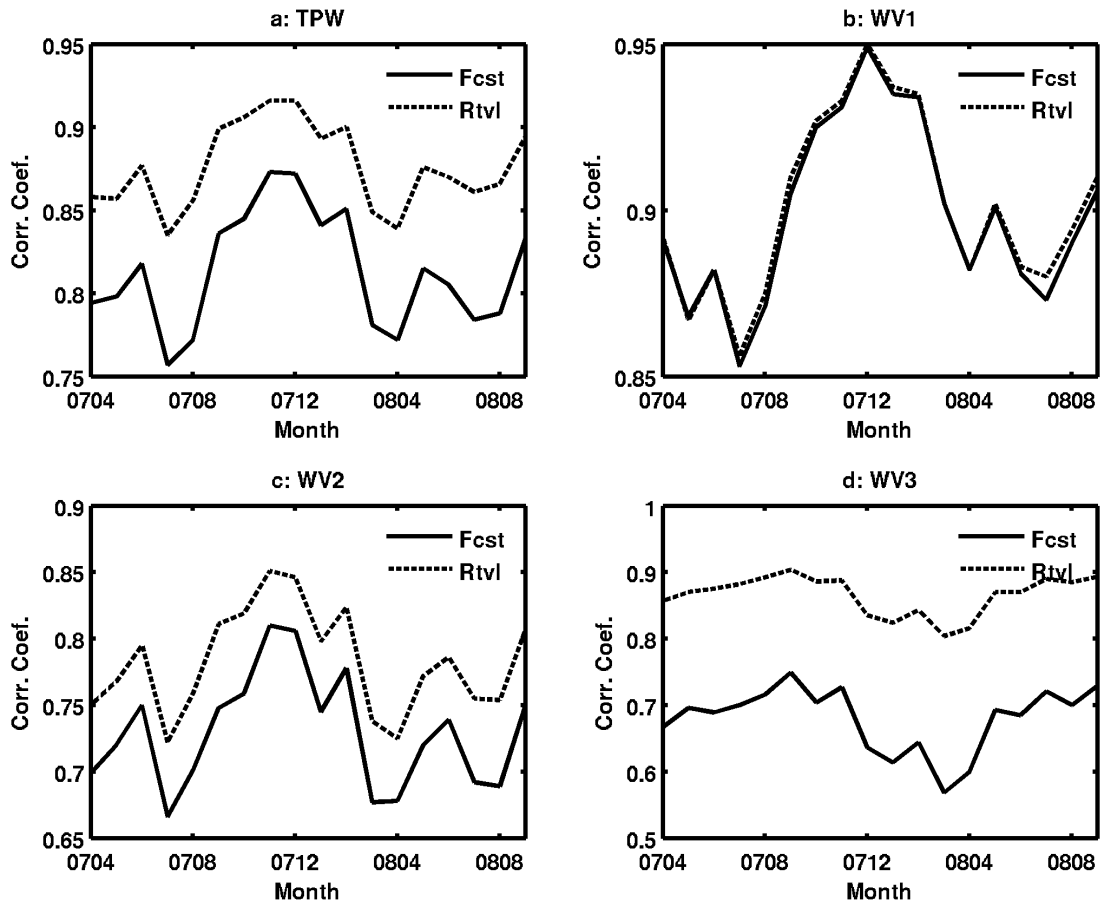 a: TPW
0.95
0.9
0.85
0.8
0.75
Corr. Coef.
Fcst
Rtvl
0704 0708 0712 0804 0808
Month
b: WV1
0.95
0.9
0.85
Corr. Coef.
Fcst
Rtvl
0704 0708 0712 0804 0808
Month
c: WV2
0.9
0.85
0.8
0.75
0.7
0.65
Corr. Coef.
Fcst
Rtvl
0704 0708 0712 0804 0808
Month
d: WV3
1
0.9
0.8
0.7
0.6
0.5
Corr. Coef.
Fcst
Rtvl
0704 0708 0712 0804 0808
Month